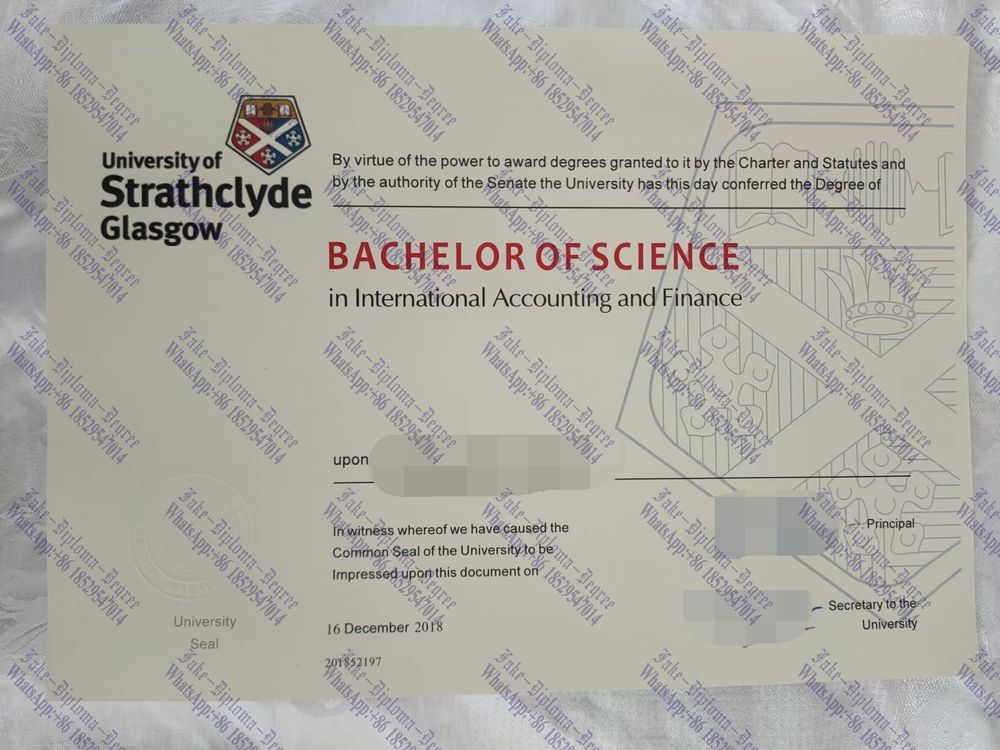 University of
Strathclyde
Glasgow
By virtue of the power to award degrees granted to it by the Charter and Statutes and
by the authority of the Senate the University has this day conferred the Degree of
BACHELOR OF SCIENCE
in International Accounting and Finance
upon
In witness whereof we have caused the
Common Seal of the University to be
Impressed upon this document on
Principal
Secretary to the
University
University
Seal
16 December 2018
201852197
Fake-Diploma-Degree
WhatsApp:+86 18529547014